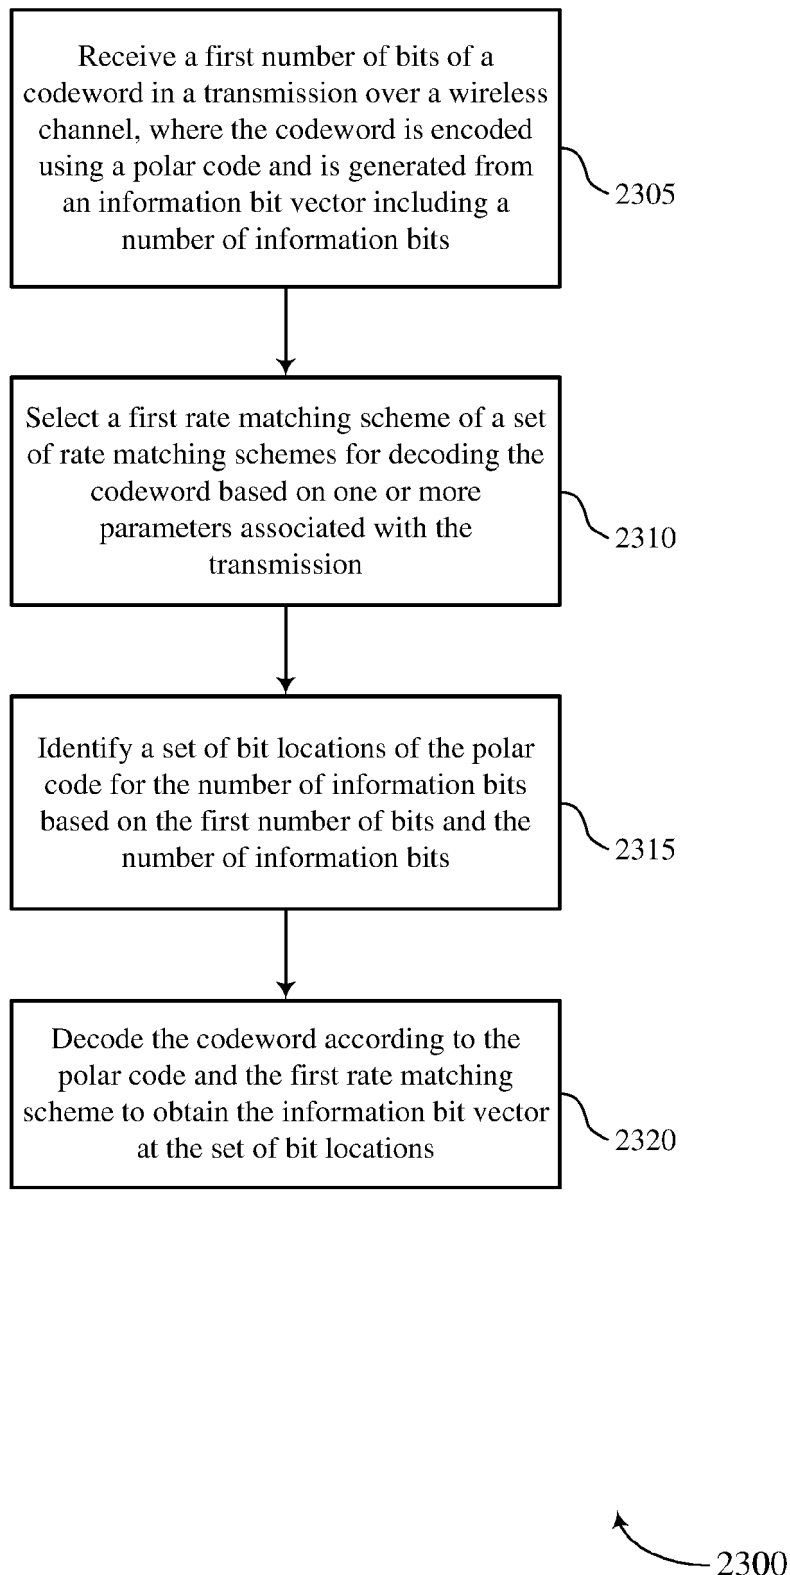 Receive a first number of bits of a
codeword in a transmission over a wireless
channel, where the codeword is encoded
using a polar code and is generated from
an information bit vector including a
number of information bits
2305
Select a first rate matching scheme of a set
of rate matching schemes for decoding the
codeword based on one or more
parameters associated with the
transmission
2310
Identify a set of bit locations of the polar
code for the number of information bits
based on the first number of bits and the
number of information bits
2315
Decode the codeword according to the
polar code and the first rate matching
scheme to obtain the information bit vector
at the set of bit locations
2320
2300